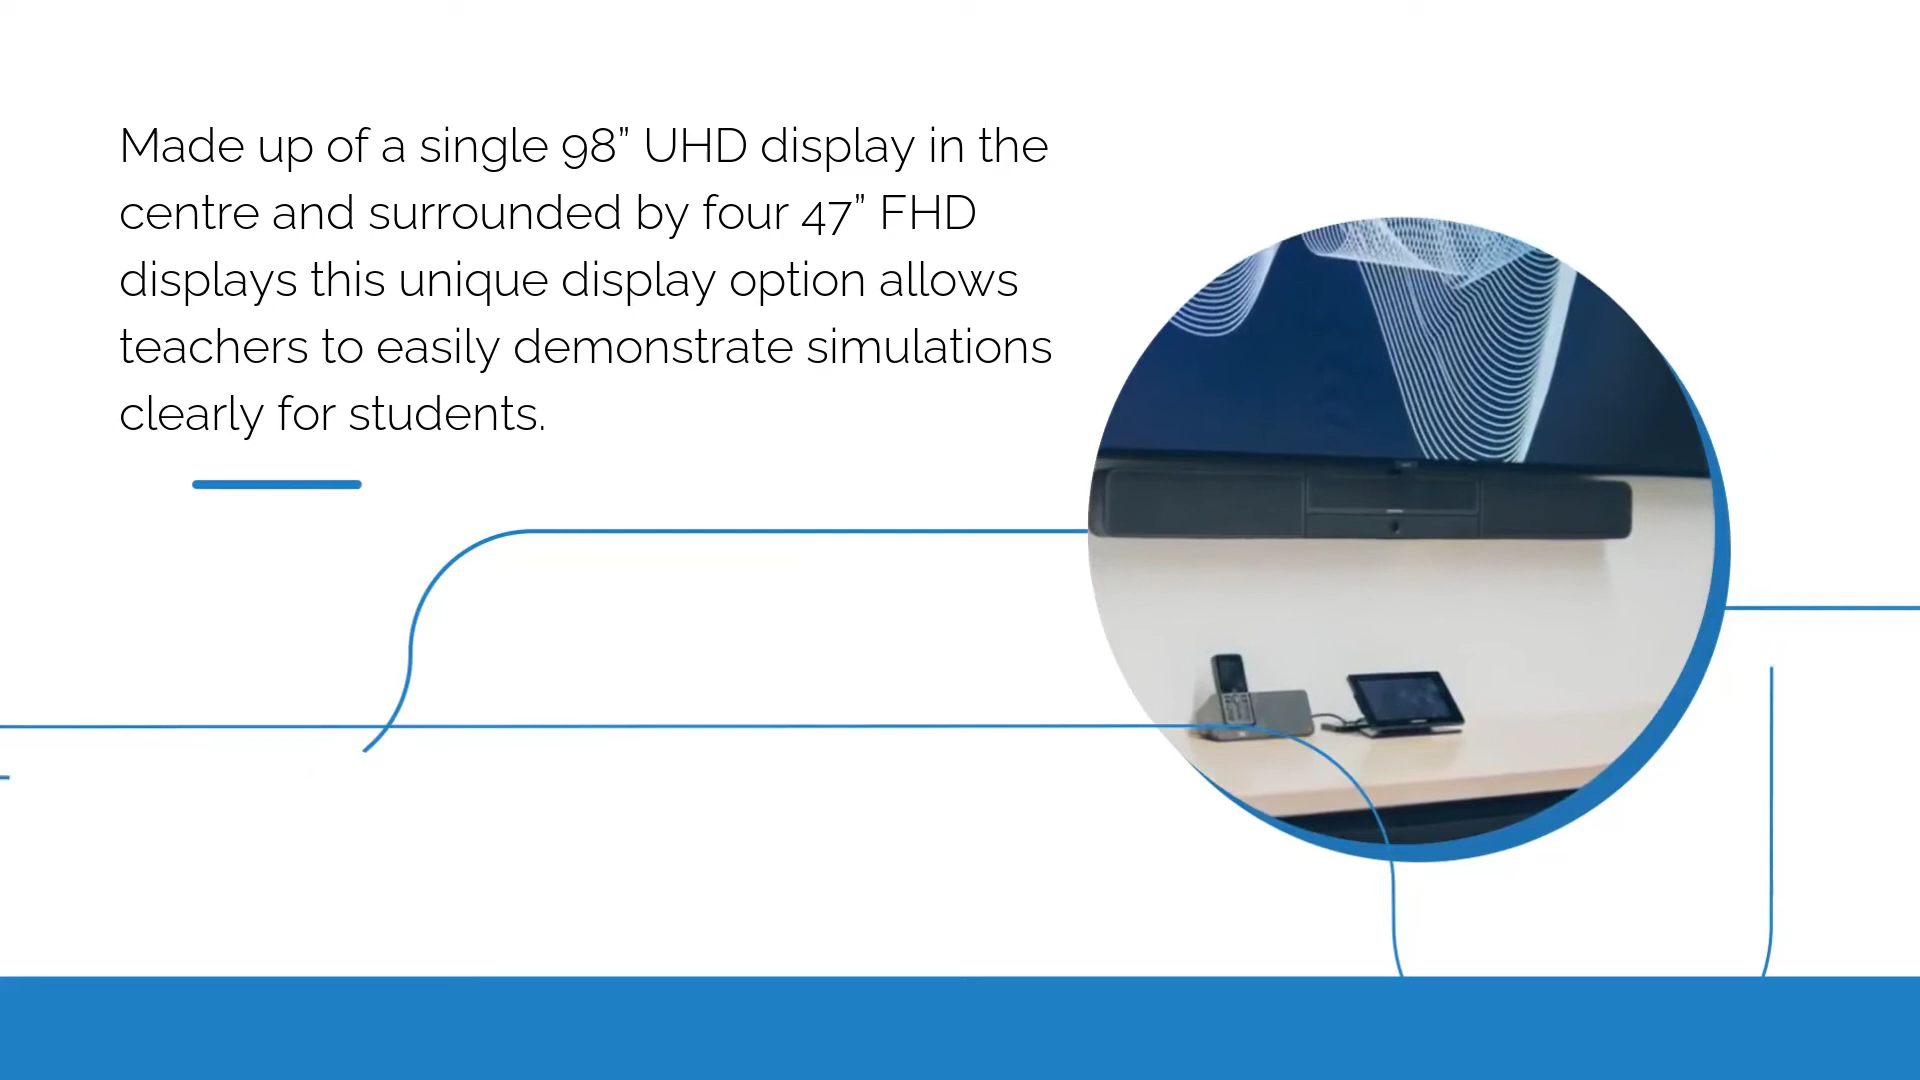 Made up of a single 98” UHD display in the
centre and surrounded by four 47” FHD
displays this unique display option allows
teachers to easily demonstrate simulations
clearly for students.